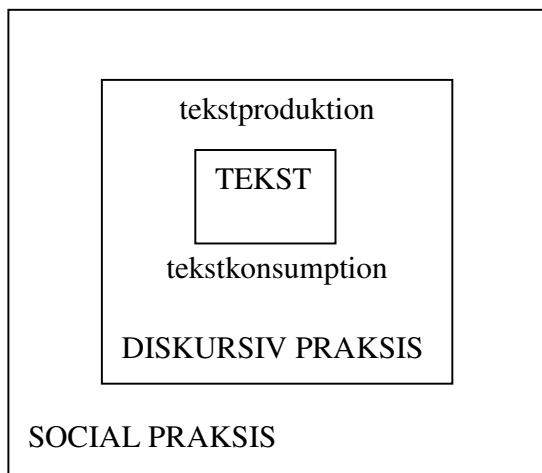 tekstproduktion
TEKST
tekstkonsumption
DISKURSIV PRAKSIS
SOCIAL PRAKSIS